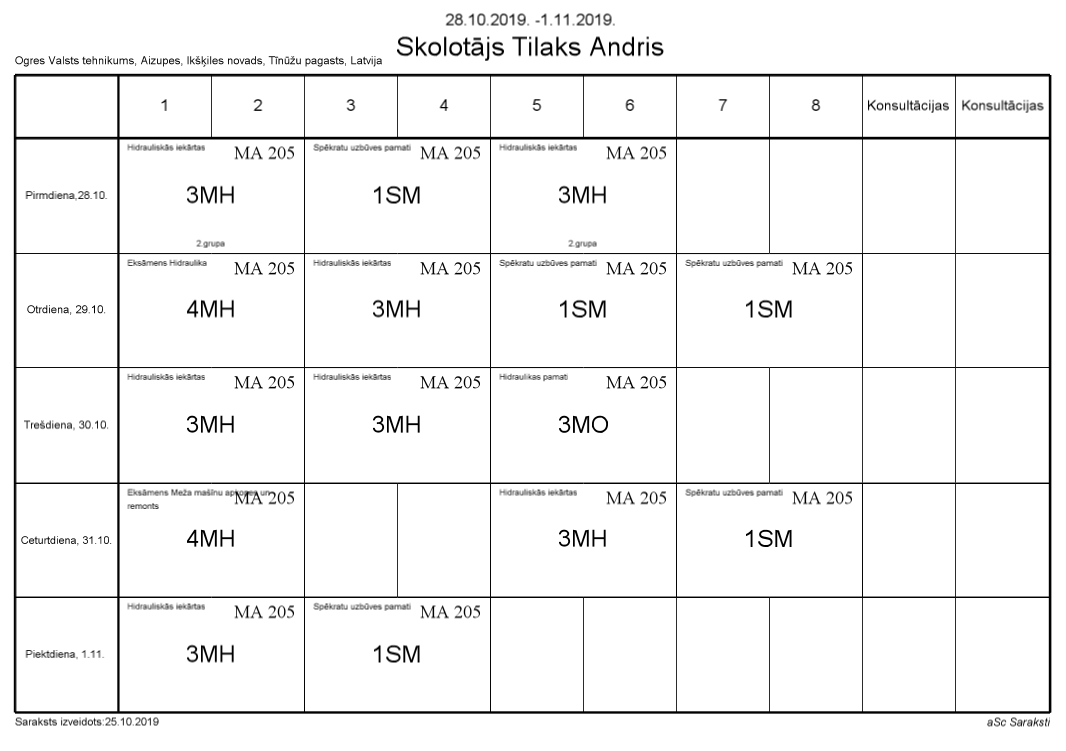 28.10.2019. -1.11.2019.
Skolotājs Tilaks Andris
Ogres Valsts tehnikums, Aizupes, Ikšķiles novads, Tīnūžu pagasts, Latvija
1 2 3 4 5 6 7 8 Konsultācijas Konsultācijas
Hidrauliskās iekārtas MA 205 Spēkratu uzbūves pamati MA 205 Hidrauliskās iekārtas MA 205
Pirmdiena,28.10. 3MH 1SM 3MH
2.grupa 2.grupa
Eksāmens Hidraulika MA 205 Hidrauliskās iekārtas MA 205 Spēkratu uzbūves pamati MA 205 Spēkratu uzbūves pamati MA 205
Otrdiena, 29.10. 4MH 3MH 1SM 1SM
Hidrauliskās iekārtas MA 205 Hidrauliskās iekārtas MA 205 Hidraulikas pamati MA 205
Trešdiena, 30.10. 3MH 3MH 3MO
Eksāmens Meža mašīnu apkopes un MA 205 Hidrauliskās iekārtas MA 205 Spēkratu uzbūves pamati MA 205
remonts
Ceturtdiena, 31.10. 4MH 3MH 1SM
Hidrauliskās iekārtas MA 205 Spēkratu uzbūves pamati MA 205
Piektdiena, 1.11. 3MH 1SM
Saraksts izveidots:25.10.2019 aSc Saraksti